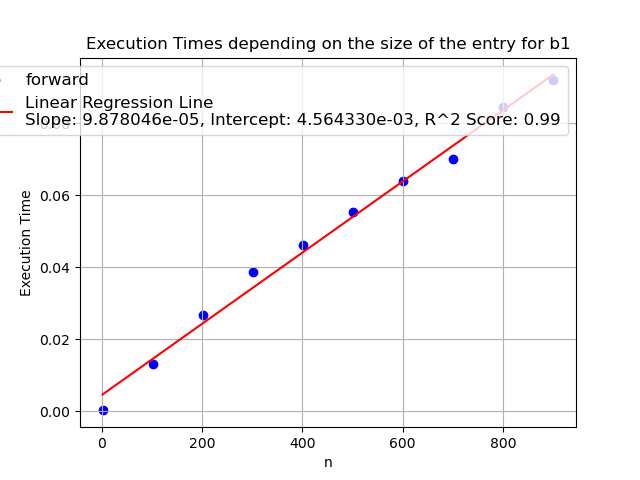 Execution Times depending on the size of the entry for b1
forward
Linear Regression Line
Slope: 9.878046e-05, Intercept: 4.564330e-03, R^2 Score: 0.99
0.08
0.06
0.04
0.02
0.00
Execution Time
0 200 400 600 800
n